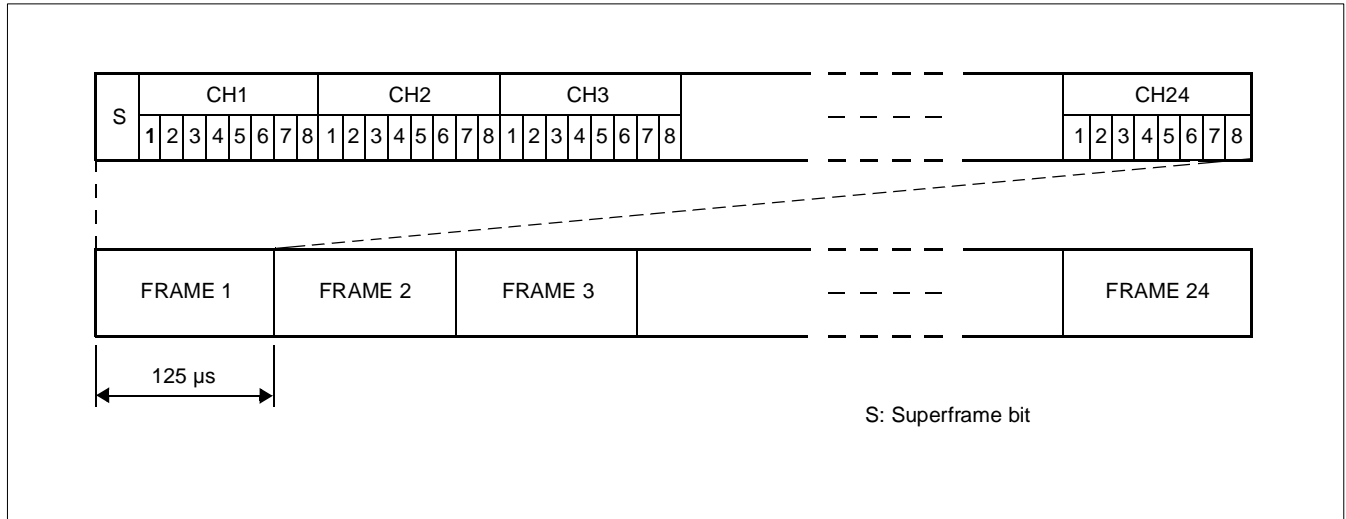 S CH1 CH2 CH3 CH24
1 2 3 4 5 6 7 8 1 2 3 4 5 6 7 8 1 2 3 4 5 6 7 8 1 2 3 4 5 6 7 8
FRAME 1 FRAME 2 FRAME 3 FRAME 24
125 µs
S: Superframe bit